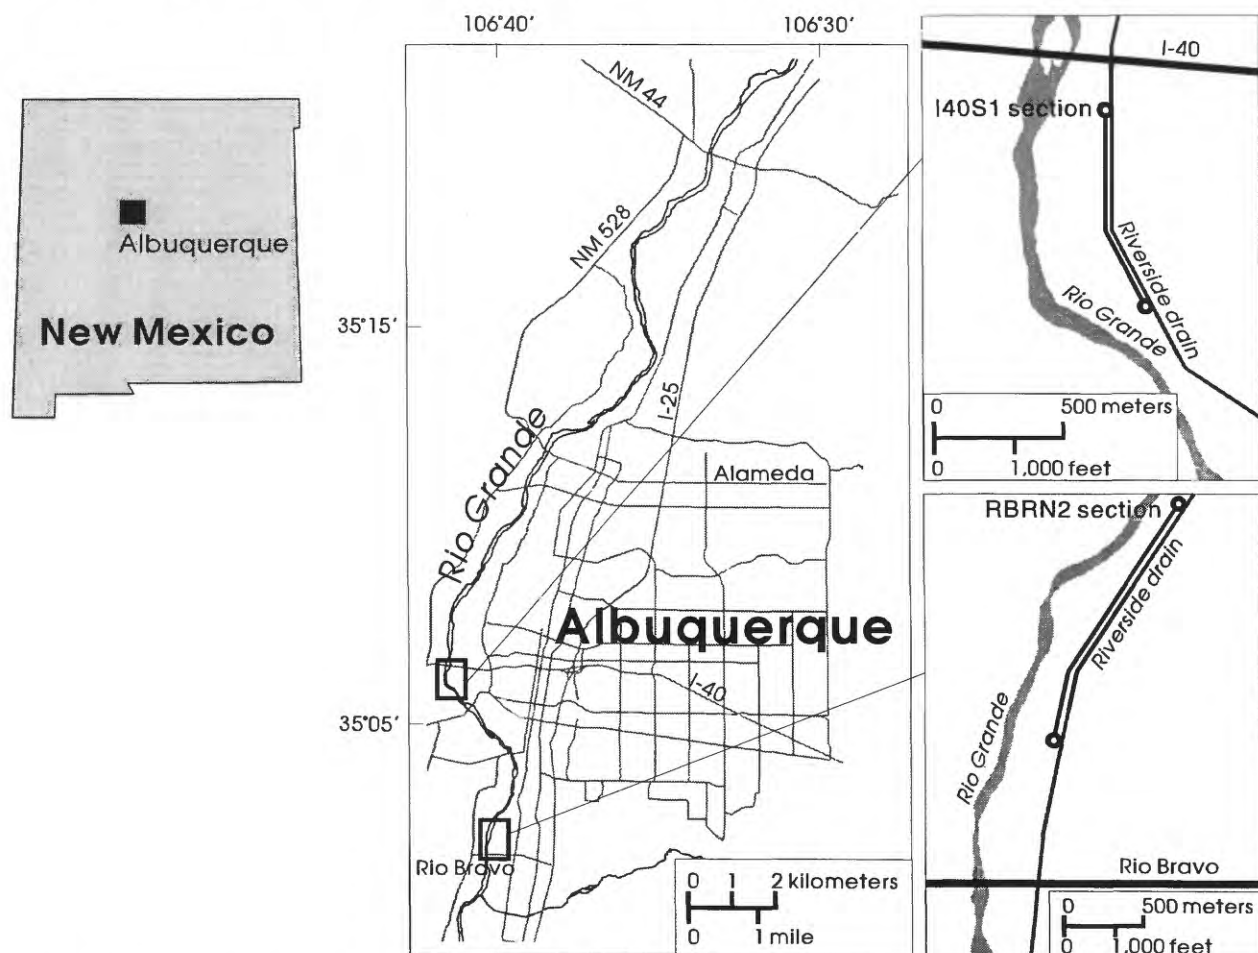 Albuquerque
New Mexico
106°40'
106°30'
NM 44
NM 528
35°15'
I-25
Rio Grande
Alameda
Albuquerque
I-40
35°05'
Rio Bravo
0 1 2 kilometers
0 1 mile
I-40
I40S1 section
Riverside drain
Rio Grande
0 500 meters
0 1,000 feet
RBRN2 section
Riverside drain
Rio Grande
Rio Bravo
0 500 meters
0 1,000 feet